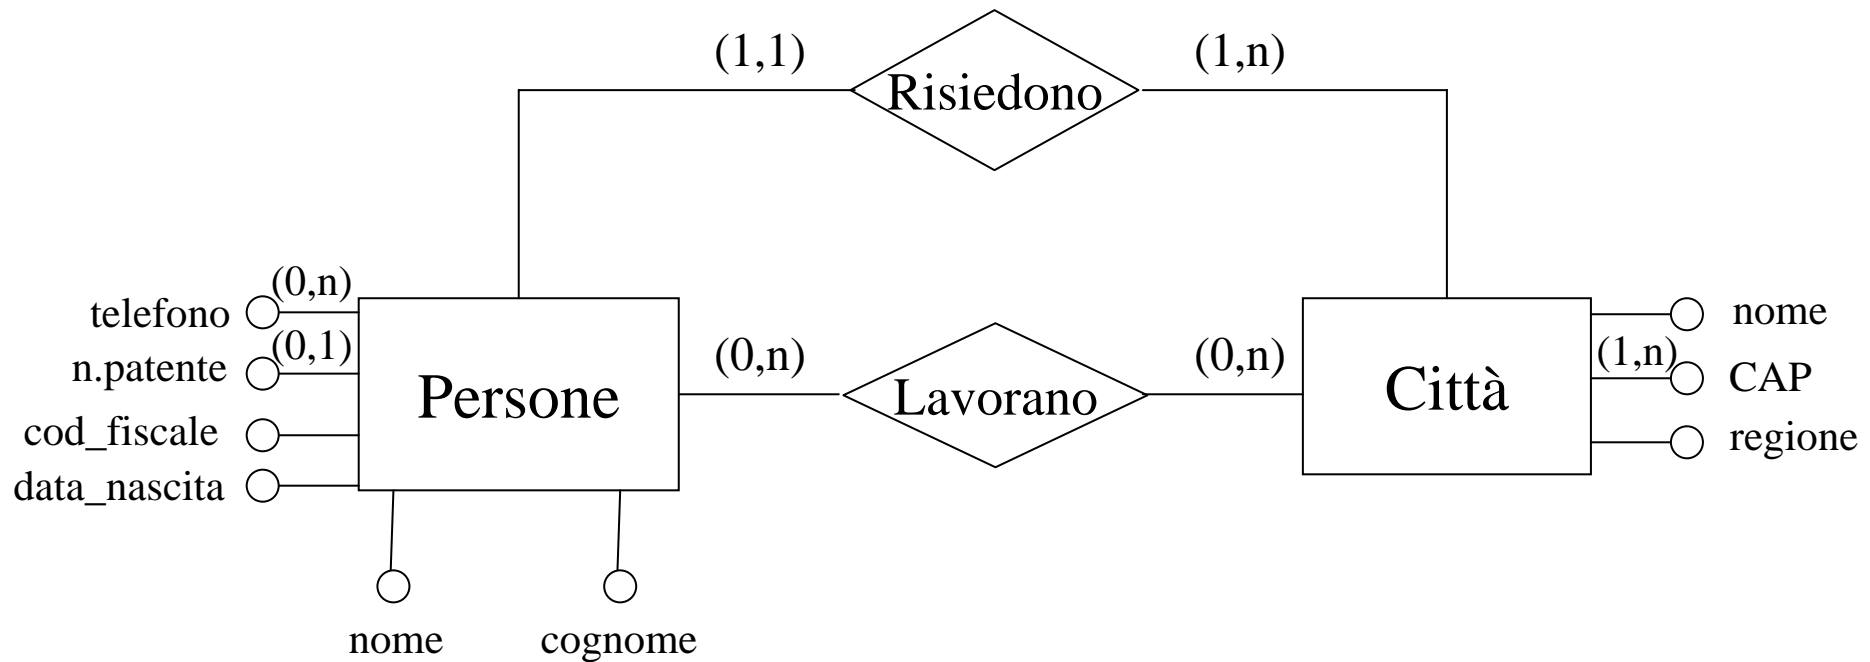 (1,1)
Risiedono
(1,n)
telefono
(0,n)
n.patente
(0,1)
cod_fiscale
data_nascita
Persone
nome
cognome
(0,n)
Lavorano
(0,n)
Città
nome
(1,n)
CAP
regione